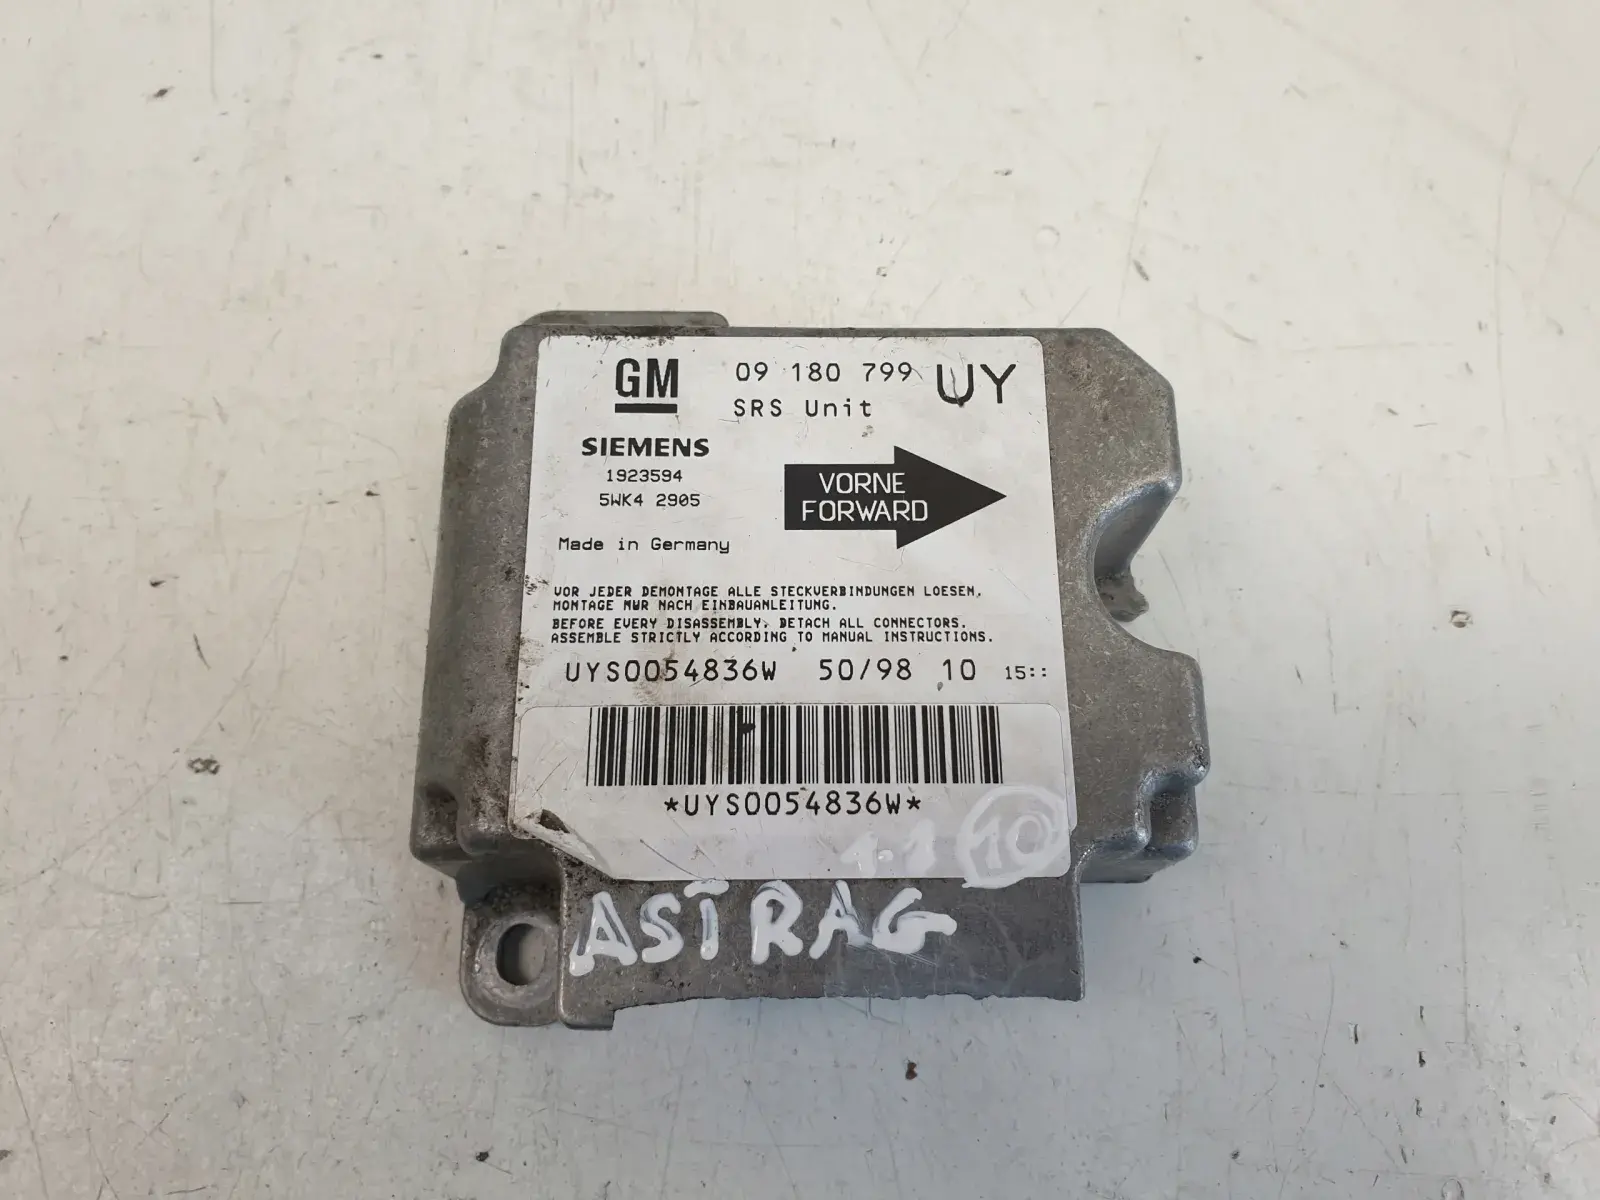 GM 09 180 799 UY
SRS Unit
SIEMENS
1923594
5WK4 2905
VORNE
FORWARD
Made in Germany
VOR JEDER DEMONTAGE ALLE STECKVERBINDUNGEN LOESEN,
MONTAGE NUR NACH EINBAUANLEITUNG.
BEFORE EVERY DISASSEMBLY, DETACH ALL CONNECTORS.
ASSEMBLE STRICTLY ACCORDING TO MANUAL INSTRUCTIONS.
UYS0054836W 50/98 10 15::
*UYS0054836W*
1.1 10
ASTRAG